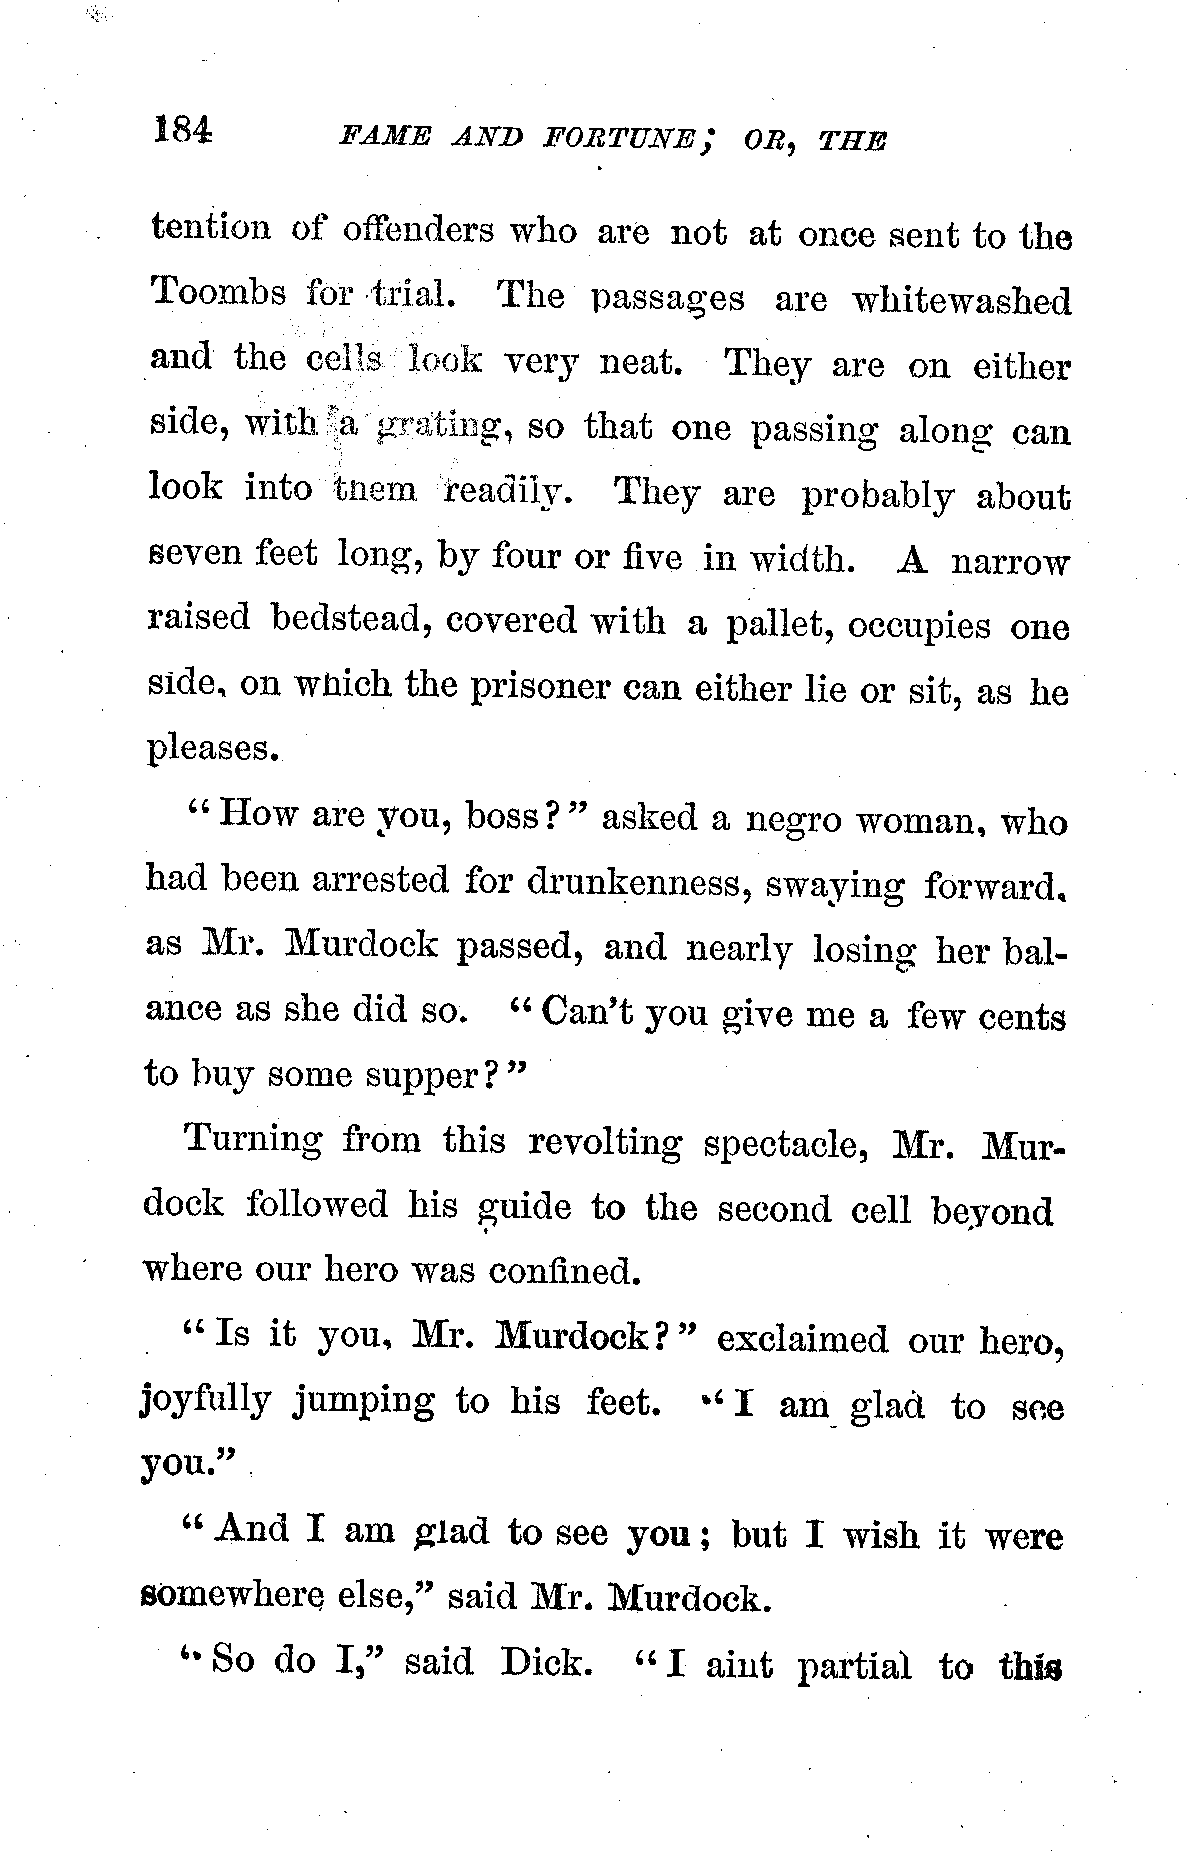 184 FAME AND FORTUNE; OR, THE
tention of offenders who are not at once sent to the
Toombs for trial. The passages are whitewashed
and the cells look very neat. They are on either
side, with a grating, so that one passing along can
look into them readily. They are probably about
seven feet long, by four or five in width. A narrow
raised bedstead, covered with a pallet, occupies one
side, on which the prisoner can either lie or sit, as he
pleases.
"How are you, boss?" asked a negro woman, who
had been arrested for drunkenness, swaying forward,
as Mr. Murdock passed, and nearly losing her bal-
ance as she did so. "Can't you give me a few cents
to buy some supper?"
Turning from this revolting spectacle, Mr. Mur-
dock followed his guide to the second cell beyond
where our hero was confined.
"Is it you, Mr. Murdock?" exclaimed our hero,
joyfully jumping to his feet. "I am glad to see
you."
"And I am glad to see you; but I wish it were
somewhere else," said Mr. Murdock.
"So do I," said Dick. "I aint partial to this